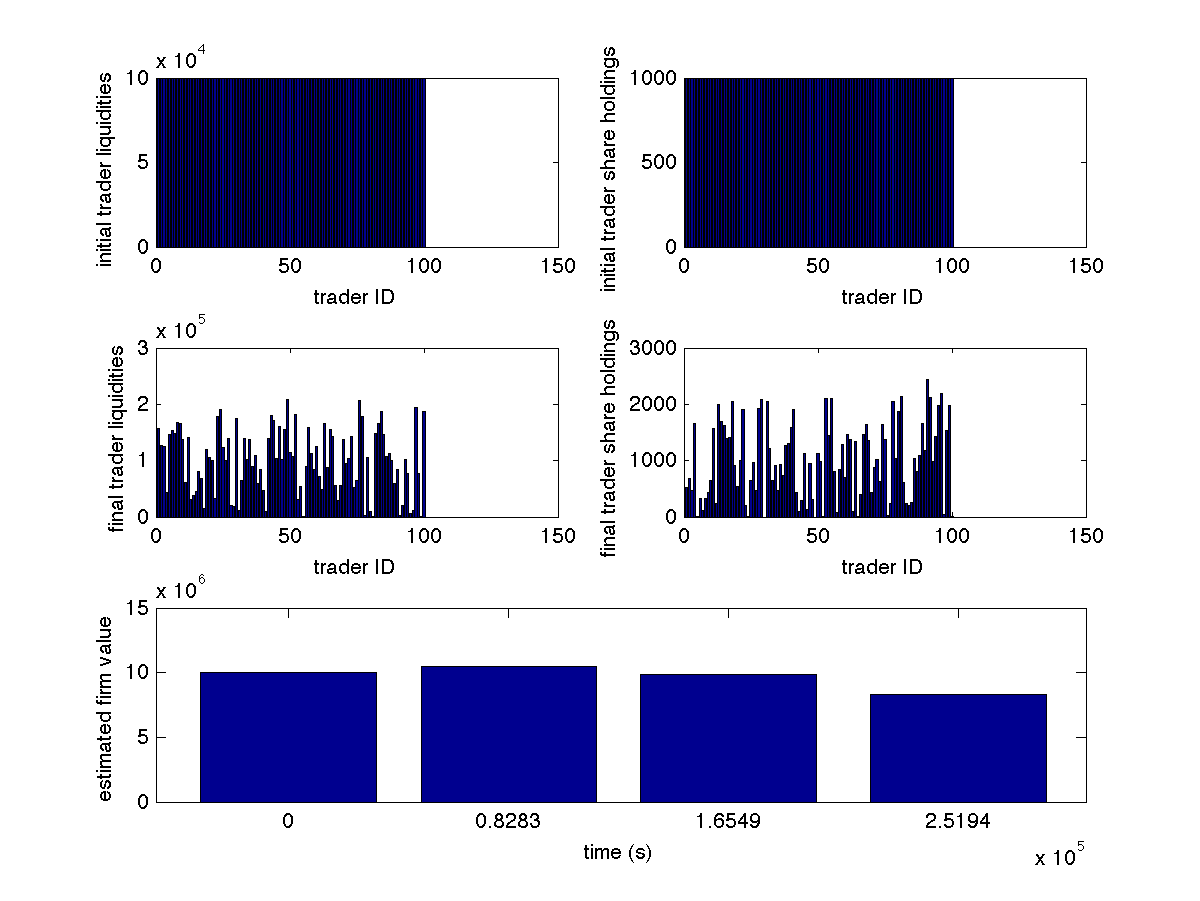 x 10^4
initial trader liquidities
10
5
0
0 50 100 150
trader ID
initial trader share holdings
1000
500
0
0 50 100 150
trader ID
x 10^5
final trader liquidities
3
2
1
0
0 50 100 150
trader ID
final trader share holdings
3000
2000
1000
0
0 50 100 150
trader ID
x 10^6
estimated firm value
15
10
5
0
0 0.8283 1.6549 2.5194
time (s)
x 10^5